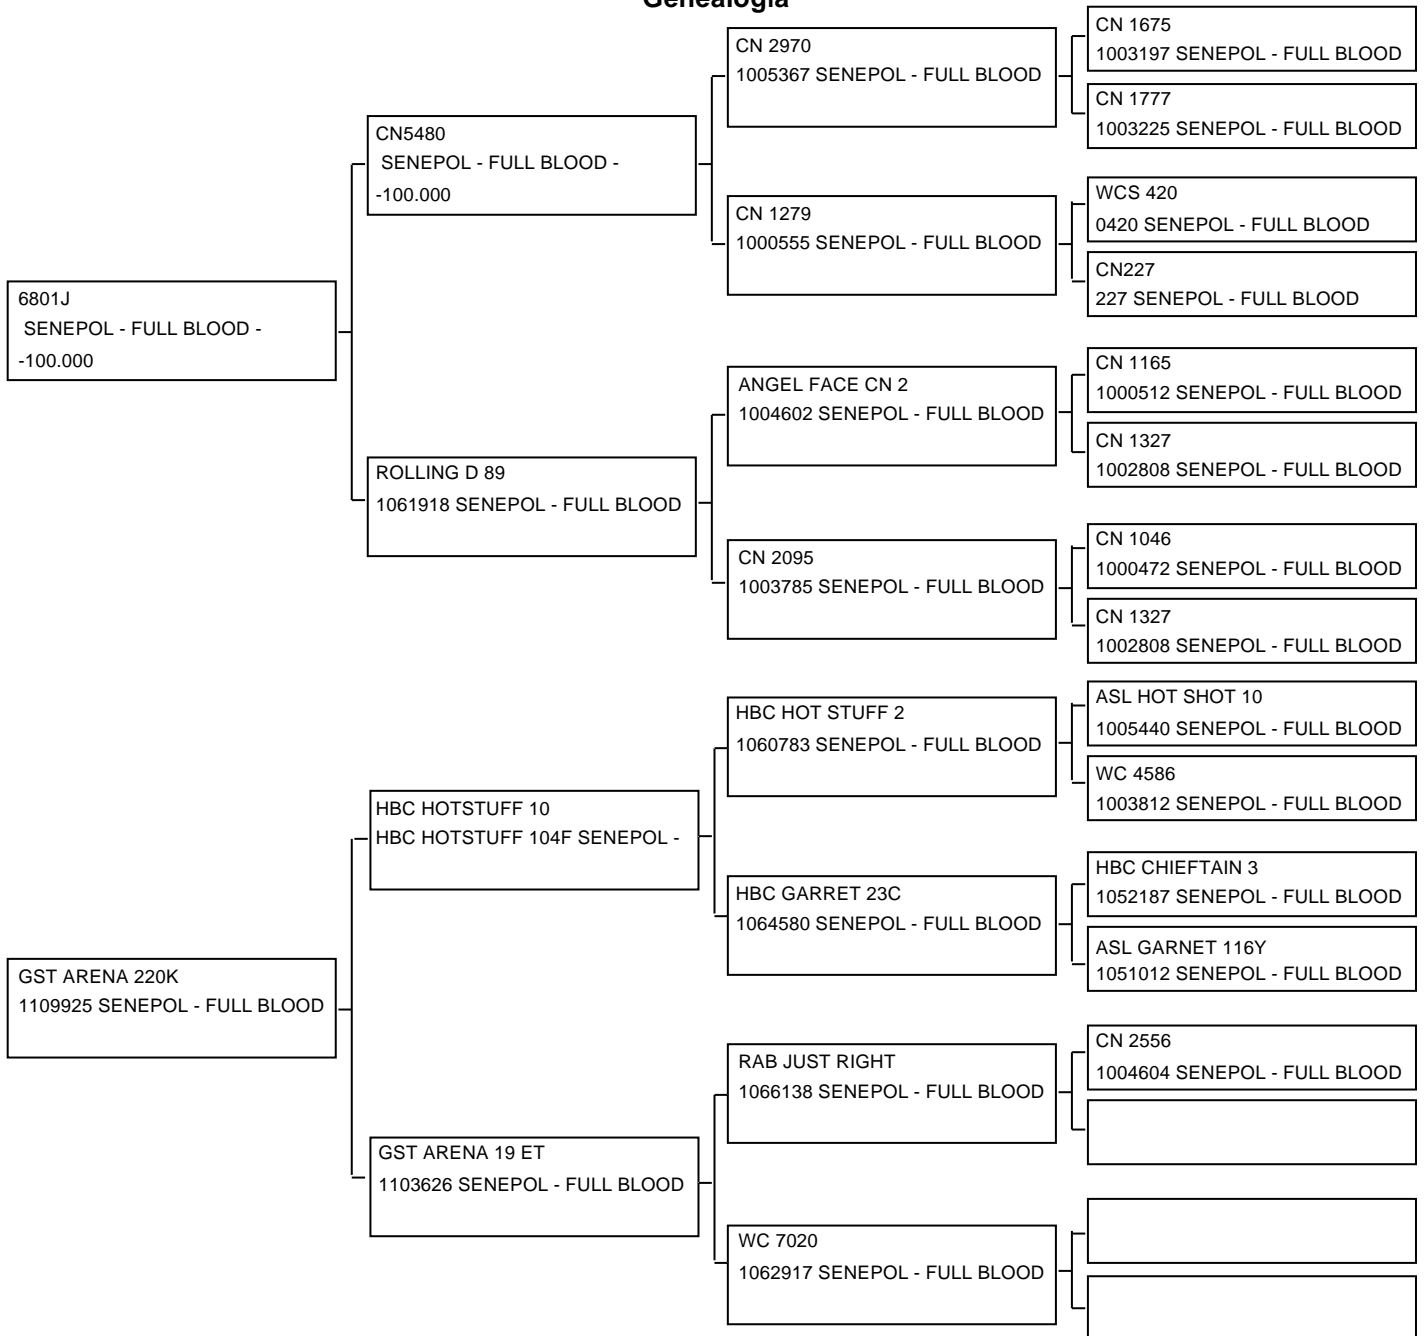 Genealogia
6801J
SENEPOL - FULL BLOOD -
-100.000
GST ARENA 220K
1109925 SENEPOL - FULL BLOOD
CN5480
SENEPOL - FULL BLOOD -
-100.000
ROLLING D 89
1061918 SENEPOL - FULL BLOOD
HBC HOTSTUFF 10
HBC HOTSTUFF 104F SENEPOL -
GST ARENA 19 ET
1103626 SENEPOL - FULL BLOOD
CN 2970
1005367 SENEPOL - FULL BLOOD
CN 1279
1000555 SENEPOL - FULL BLOOD
ANGEL FACE CN 2
1004602 SENEPOL - FULL BLOOD
CN 2095
1003785 SENEPOL - FULL BLOOD
HBC HOT STUFF 2
1060783 SENEPOL - FULL BLOOD
HBC GARRET 23C
1064580 SENEPOL - FULL BLOOD
RAB JUST RIGHT
1066138 SENEPOL - FULL BLOOD
WC 7020
1062917 SENEPOL - FULL BLOOD
CN 1675
1003197 SENEPOL - FULL BLOOD
CN 1777
1003225 SENEPOL - FULL BLOOD
WCS 420
0420 SENEPOL - FULL BLOOD
CN227
227 SENEPOL - FULL BLOOD
CN 1165
1000512 SENEPOL - FULL BLOOD
CN 1327
1002808 SENEPOL - FULL BLOOD
CN 1046
1000472 SENEPOL - FULL BLOOD
CN 1327
1002808 SENEPOL - FULL BLOOD
ASL HOT SHOT 10
1005440 SENEPOL - FULL BLOOD
WC 4586
1003812 SENEPOL - FULL BLOOD
HBC CHIEFTAIN 3
1052187 SENEPOL - FULL BLOOD
ASL GARNET 116Y
1051012 SENEPOL - FULL BLOOD
CN 2556
1004604 SENEPOL - FULL BLOOD